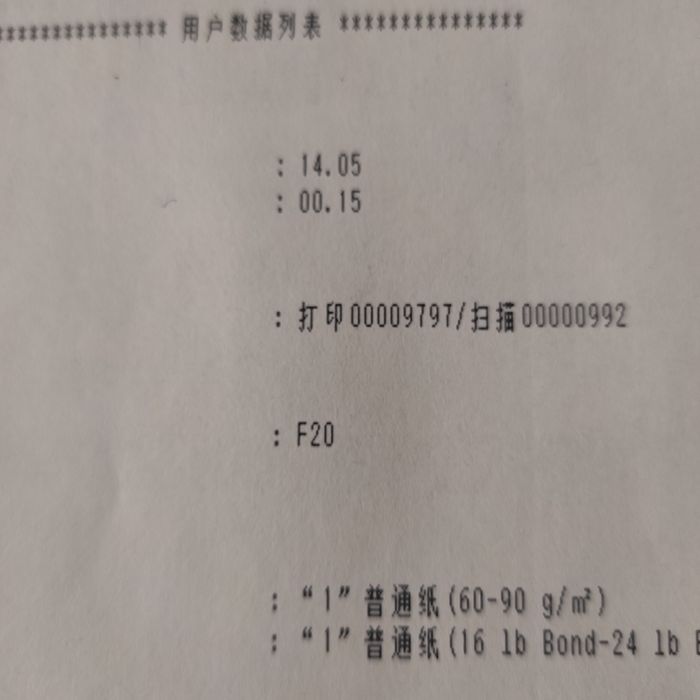 *************** 用户数据列表 ***************
: 14.05
: 00.15
: 打印00009797/扫描00000992
: F20
: “1”普通纸(60-90 g/㎡)
: “1”普通纸(16 lb Bond-24 lb